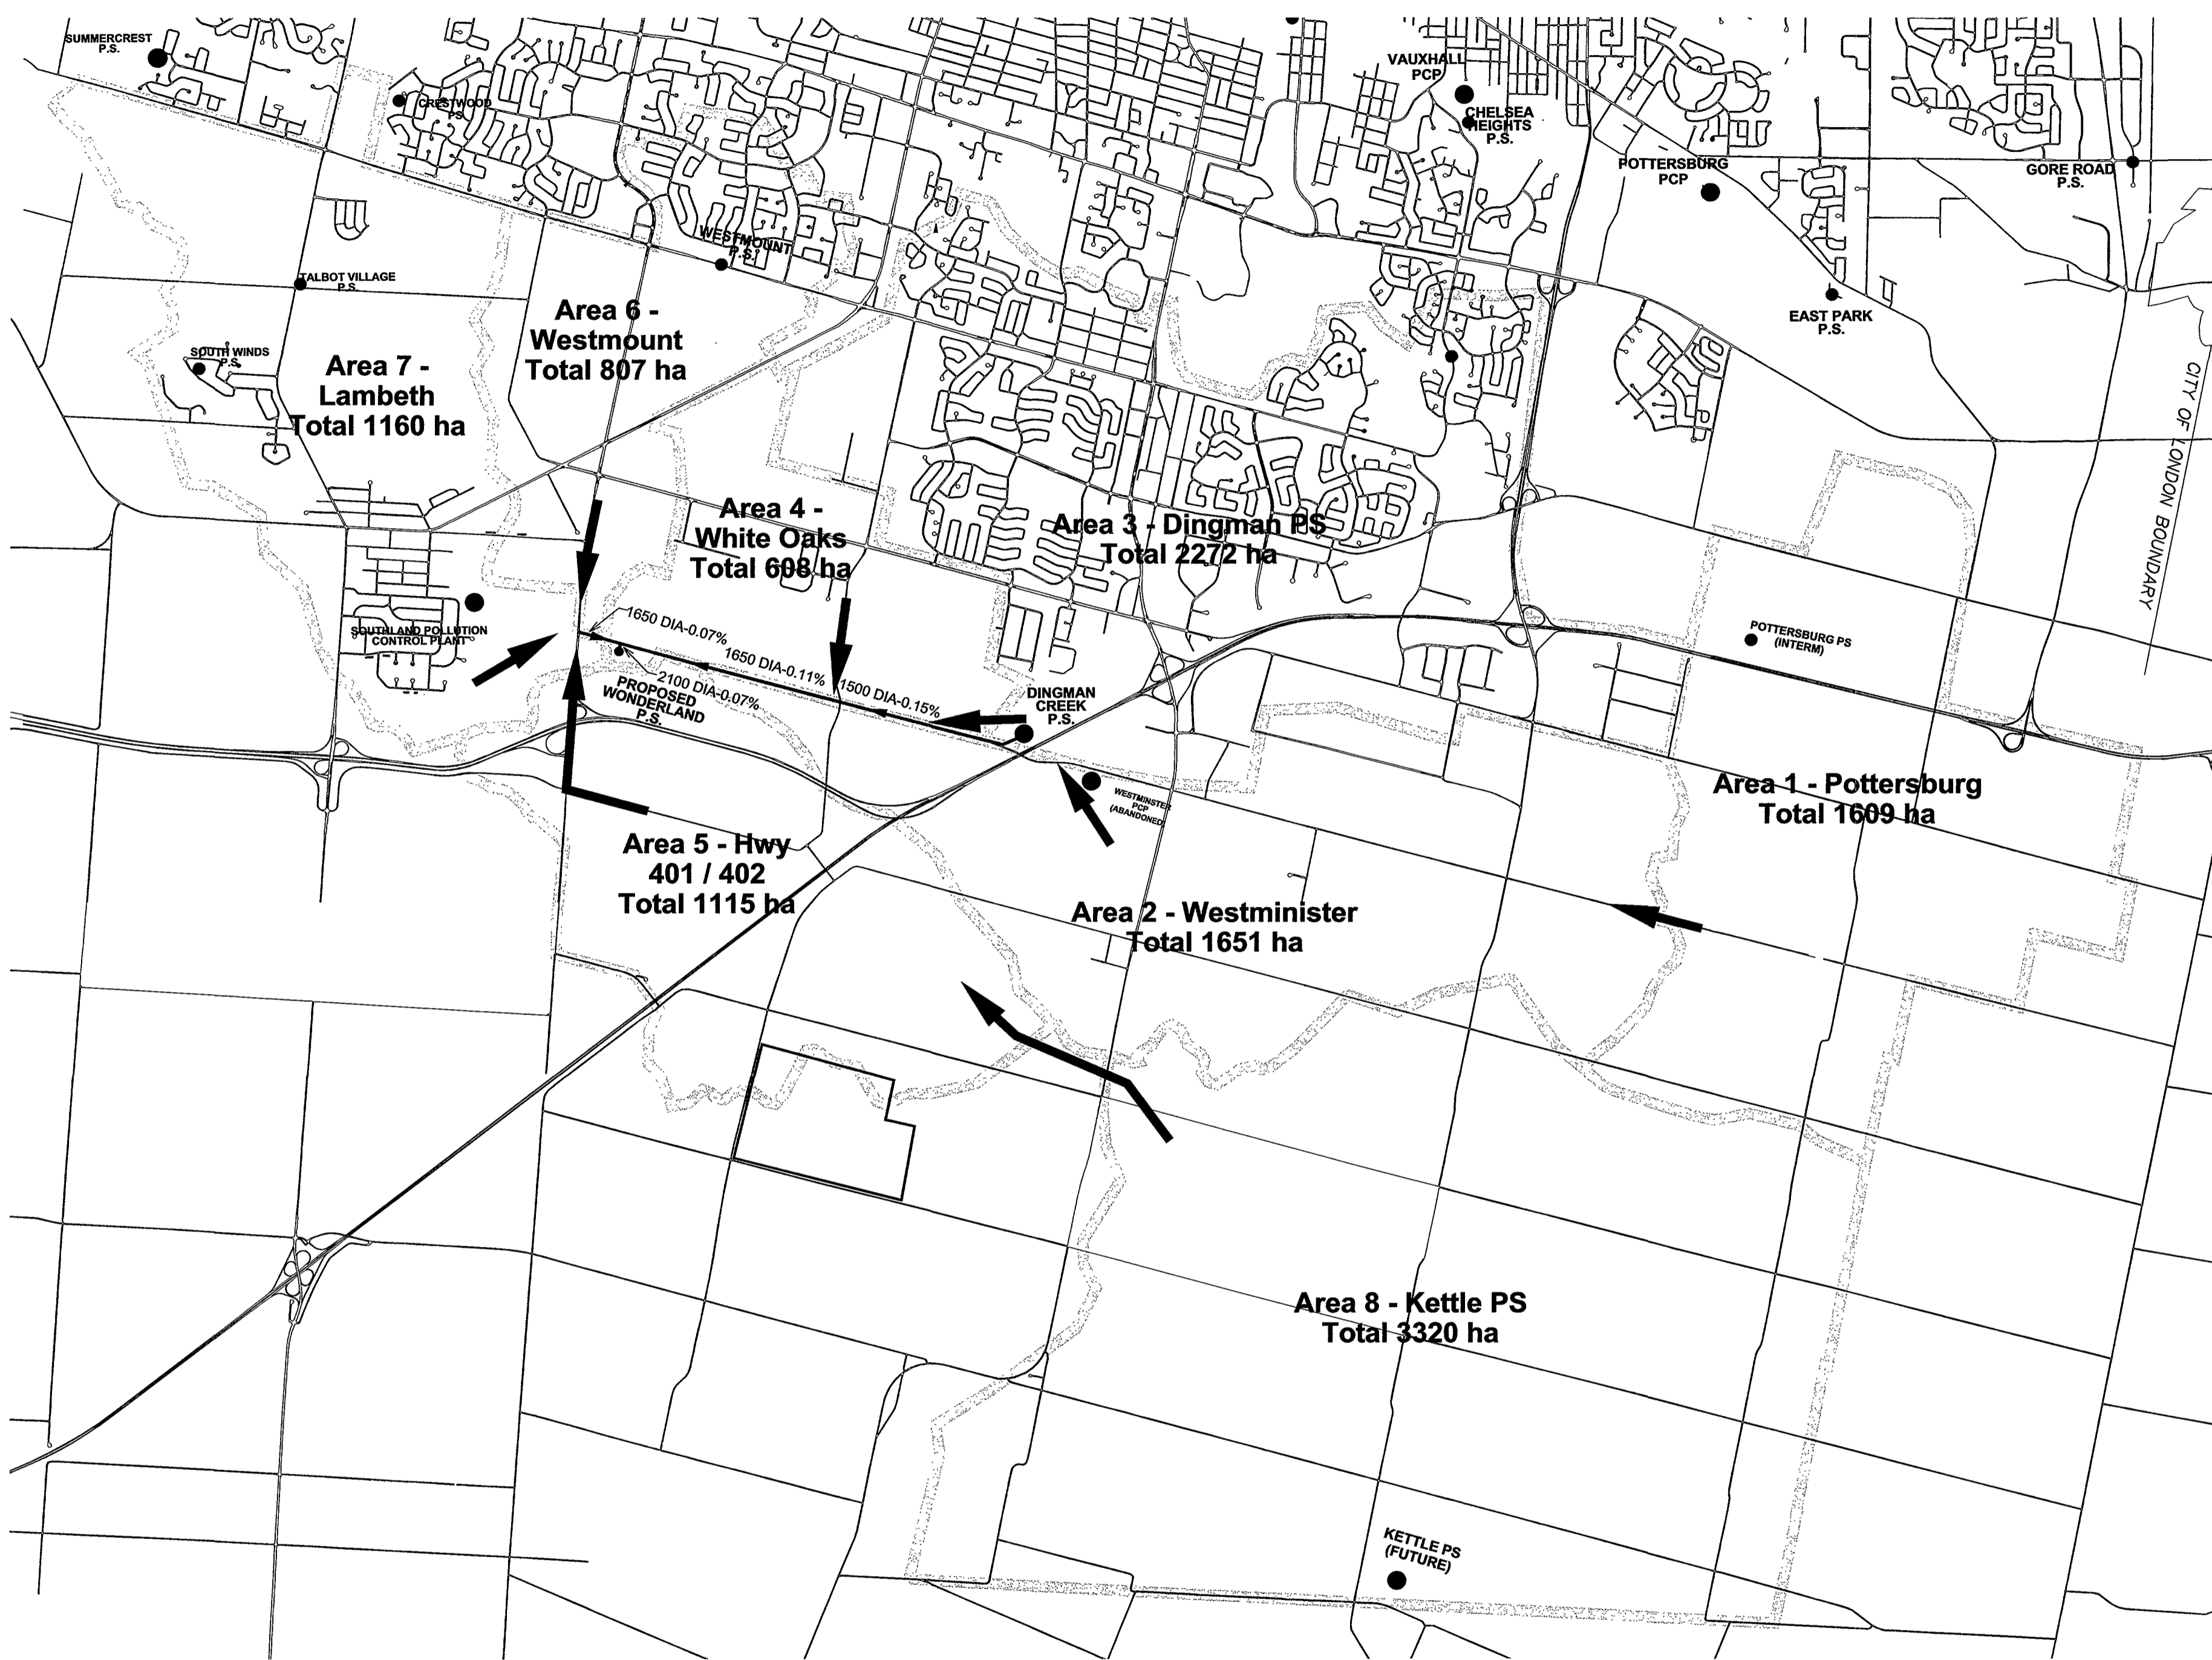 SUMMERCREST
P.S.
CRESTWOOD
PS
VAUXHALL
PCP
CHELSEA
HEIGHTS
P.S.
POTTERSBURG
PCP
GORE ROAD
P.S.
WESTMOUNT
P.S.
TALBOT VILLAGE
P.S.
EAST PARK
P.S.
SOUTH WINDS
P.S.
CITY OF LONDON BOUNDARY
Area 6 -
Westmount
Total 807 ha
Area 7 -
Lambeth
Total 1160 ha
Area 4 -
White Oaks
Total 608 ha
Area 3 - Dingman PS
Total 2272 ha
SOUTHLAND POLLUTION
CONTROL PLANT
1650 DIA-0.07%
1650 DIA-0.11%
2100 DIA-0.07%
1500 DIA-0.15%
PROPOSED
WONDERLAND
P.S.
DINGMAN
CREEK
P.S.
POTTERSBURG PS
(INTERM)
WESTMINSTER
PCP
(ABANDONED)
Area 1 - Pottersburg
Total 1609 ha
Area 5 - Hwy
401 / 402
Total 1115 ha
Area 2 - Westminister
Total 1651 ha
Area 8 - Kettle PS
Total 3320 ha
KETTLE PS
(FUTURE)